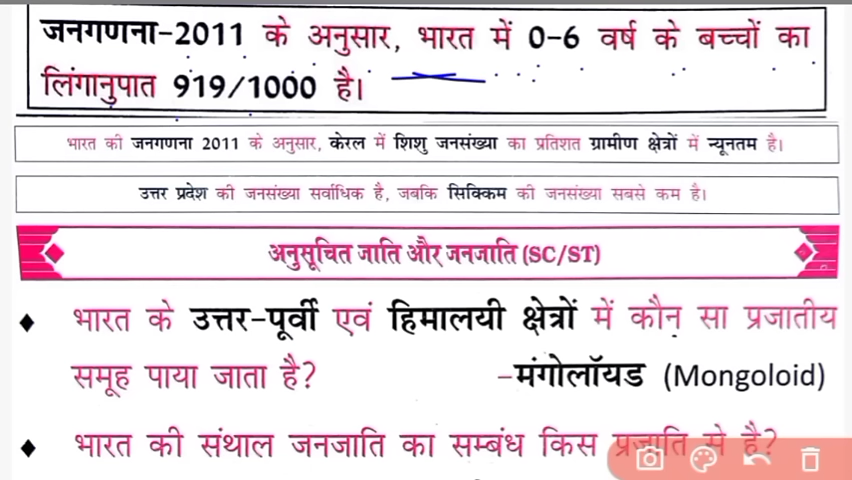 जनगणना-2011 के अनुसार, भारत में 0-6 वर्ष के बच्चों का
लिंगानुपात 919/1000 है।
भारत की जनगणना 2011 के अनुसार, केरल में शिशु जनसंख्या का प्रतिशत ग्रामीण क्षेत्रों में न्यूनतम है।
उत्तर प्रदेश की जनसंख्या सर्वाधिक है, जबकि सिक्किम की जनसंख्या सबसे कम है।
अनुसूचित जाति और जनजाति (SC/ST)
♦ भारत के उत्तर-पूर्वी एवं हिमालयी क्षेत्रों में कौन सा प्रजातीय
समूह पाया जाता है? -मंगोलॉयड (Mongoloid)
♦ भारत की संथाल जनजाति का सम्बंध किस प्रजाति से है?